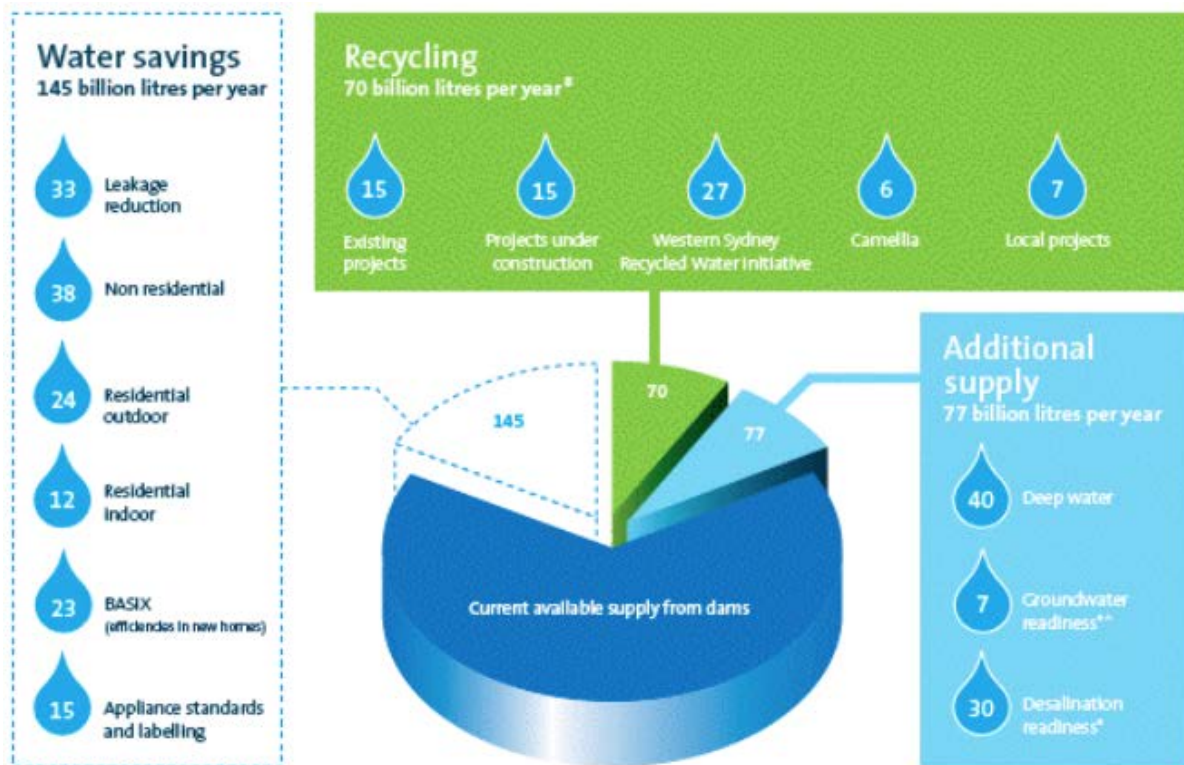 Water savings
145 billion litres per year
33
Leakage
reduction
38
Non residential
24
Residential
outdoor
12
Residential
indoor
23
BASIX
(efficiencies in new homes)
15
Appliance standards
and labelling
Recycling
70 billion litres per year*
15
Existing
projects
15
Projects under
construction
27
Western Sydney
Recycled Water Initiative
6
Camellia
7
Local projects
145
70
77
Current available supply from dams
Additional
supply
77 billion litres per year
40
Deep water
7
Groundwater
readiness**
30
Desalination
readiness*